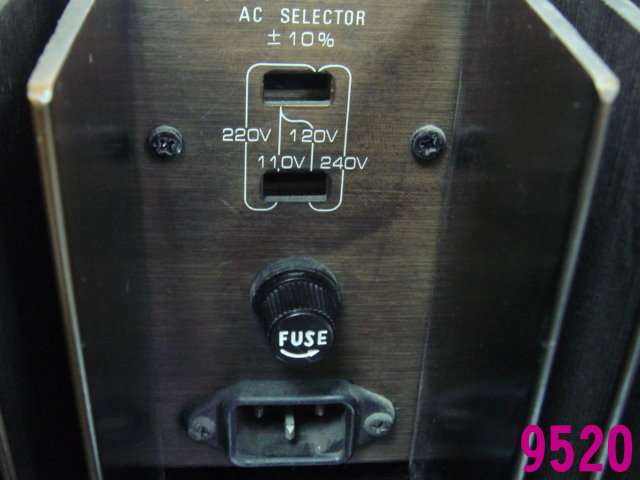 AC SELECTOR
± 10%
220V 120V
110V 240V
FUSE
9520